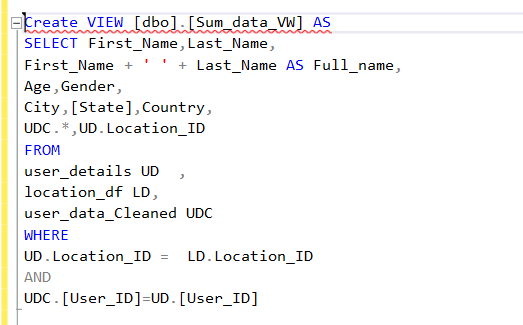 Create VIEW [dbo].[Sum_data_VW] AS
SELECT First_Name,Last_Name,
First_Name + ' ' + Last_Name AS Full_name,
Age,Gender,
City,[State],Country,
UDC.*,UD.Location_ID
FROM
user_details UD  ,
location_df LD,
user_data_Cleaned UDC
WHERE
UD.Location_ID =  LD.Location_ID
AND
UDC.[User_ID]=UD.[User_ID]